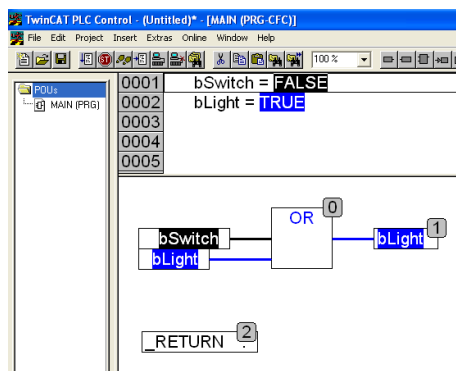 TwinCAT PLC Control - (Untitled)* - [MAIN (PRG-CFC)]
File Edit Project Insert Extras Online Window Help
100 %
POUs
MAIN (PRG)
0001 bSwitch = FALSE
0002 bLight = TRUE
0003
0004
0005
0
OR
1
bSwitch
bLight
bLight
2
_RETURN .